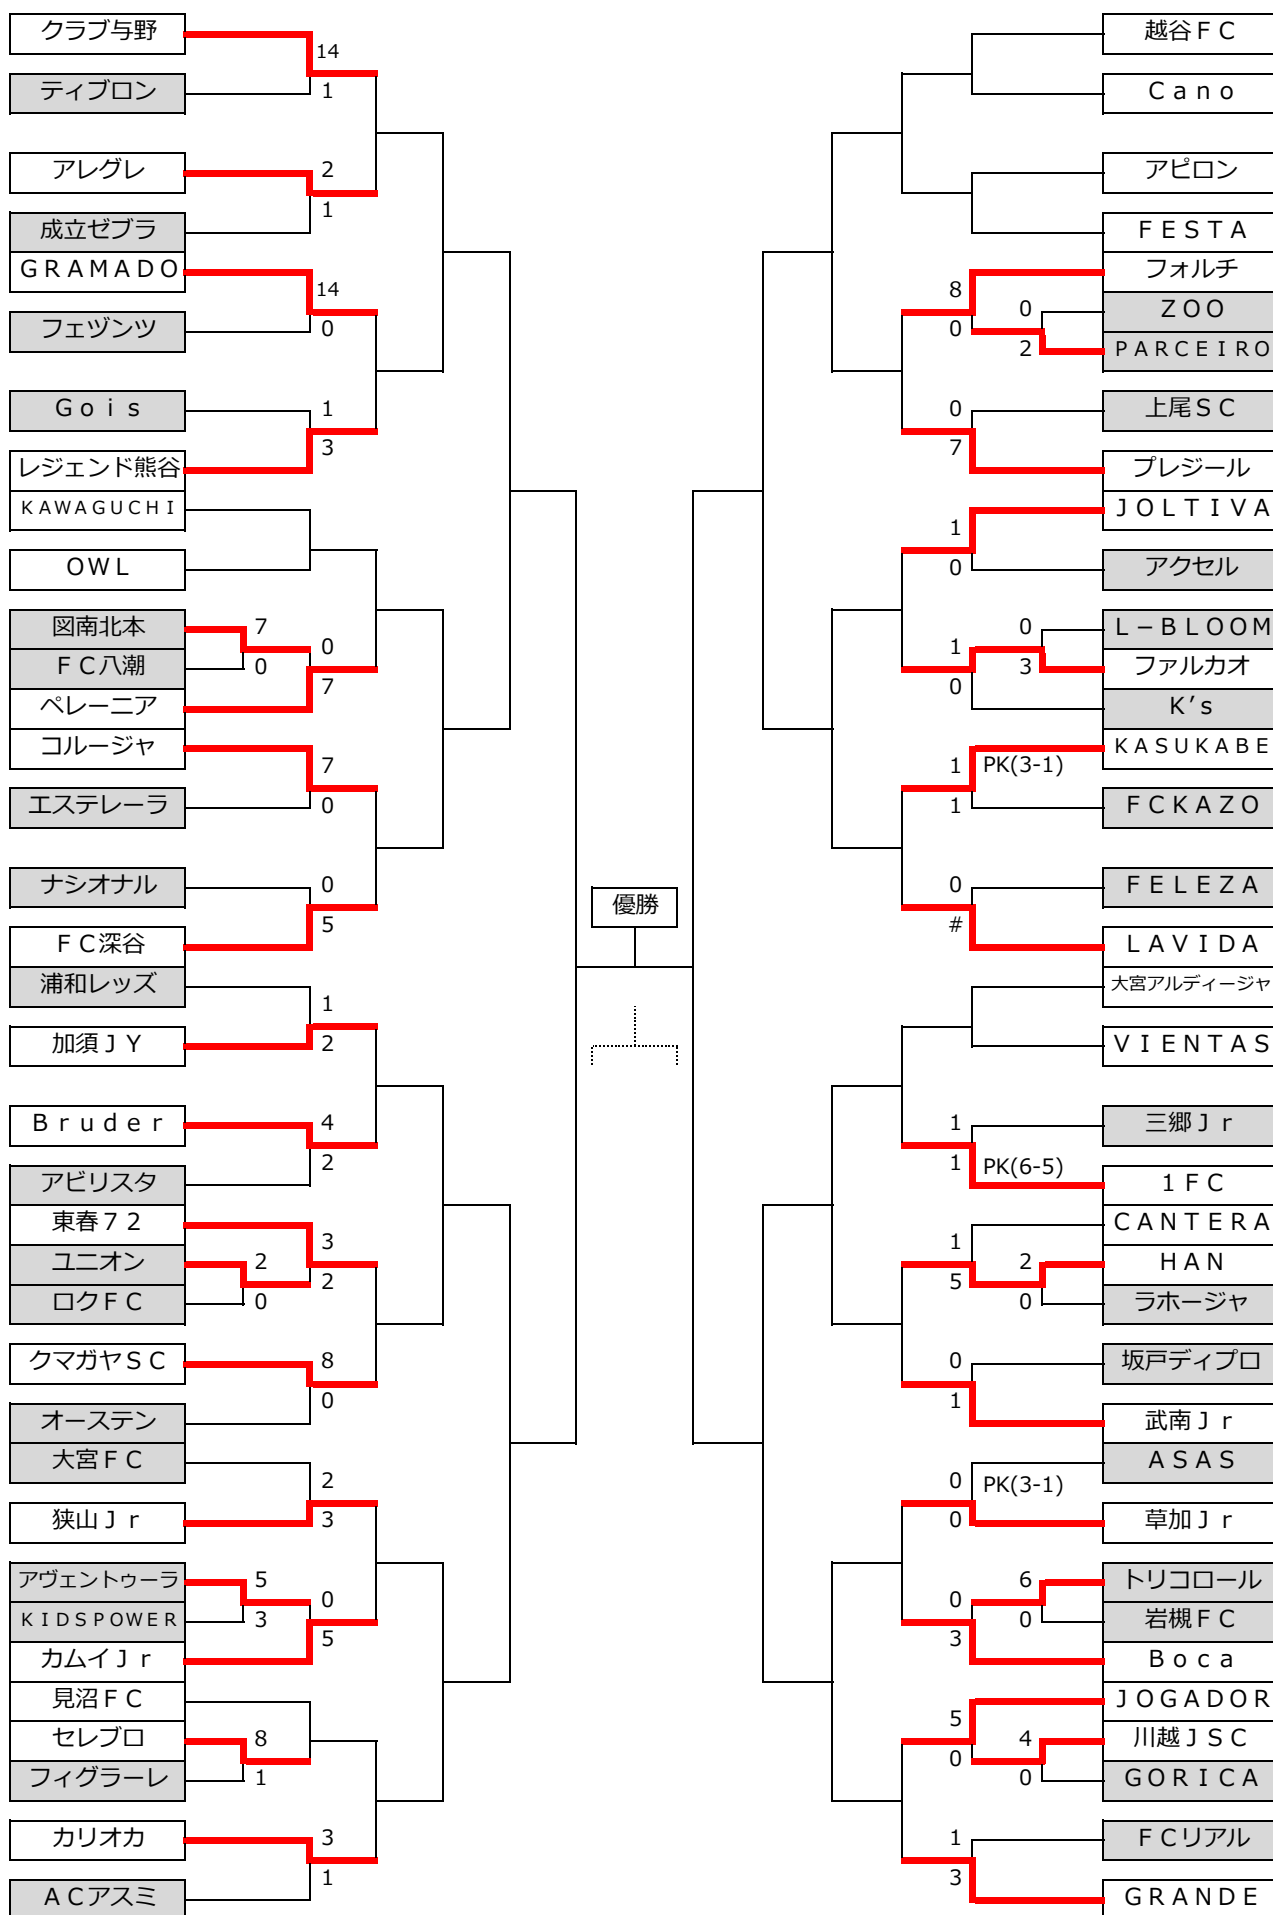 クラブ与野
14
ティブロン
1
アレグレ
2
成立ゼブラ
1
ＧＲＡＭＡＤＯ
14
フェヅンツ
0
Ｇｏｉｓ
1
レジェンド熊谷
3
ＫＡＷＡＧＵＣＨＩ
ＯＷＬ
図南北本
7
ＦＣ八潮
0
0
ペレーニア
7
コルージャ
7
エステレーラ
0
ナシオナル
0
ＦＣ深谷
5
浦和レッズ
1
加須ＪＹ
2
Ｂｒｕｄｅｒ
4
アビリスタ
2
東春７２
3
ユニオン
2
ロクＦＣ
0
2
クマガヤＳＣ
8
オーステン
0
大宮ＦＣ
2
狭山Ｊｒ
3
アヴェントゥーラ
5
ＫＩＤＳＰＯＷＥＲ
3
0
カムイＪｒ
5
見沼ＦＣ
セレブロ
8
フィグラーレ
1
カリオカ
3
ＡＣアスミ
1
優勝
越谷ＦＣ
Ｃａｎｏ
アピロン
ＦＥＳＴＡ
フォルチ
8
ＺＯＯ
0
ＰＡＲＣＥＩＲＯ
2
0
上尾ＳＣ
0
プレジール
7
ＪＯＬＴＩＶＡ
1
アクセル
0
Ｌ－ＢＬＯＯＭ
0
ファルカオ
3
1
Ｋ’ｓ
0
ＫＡＳＵＫＡＢＥ
1
PK(3-1)
ＦＣＫＡＺＯ
1
ＦＥＬＥＺＡ
0
ＬＡＶＩＤＡ
#
大宮アルディージャ
ＶＩＥＮＴＡＳ
三郷Ｊｒ
1
１ＦＣ
1
PK(6-5)
ＣＡＮＴＥＲＡ
1
ＨＡＮ
2
ラホージャ
0
5
坂戸ディプロ
0
武南Ｊｒ
1
ＡＳＡＳ
0
PK(3-1)
草加Ｊｒ
0
トリコロール
6
岩槻ＦＣ
0
0
Ｂｏｃａ
3
ＪＯＧＡＤＯＲ
5
川越ＪＳＣ
4
ＧＯＲＩＣＡ
0
0
ＦＣリアル
1
ＧＲＡＮＤＥ
3